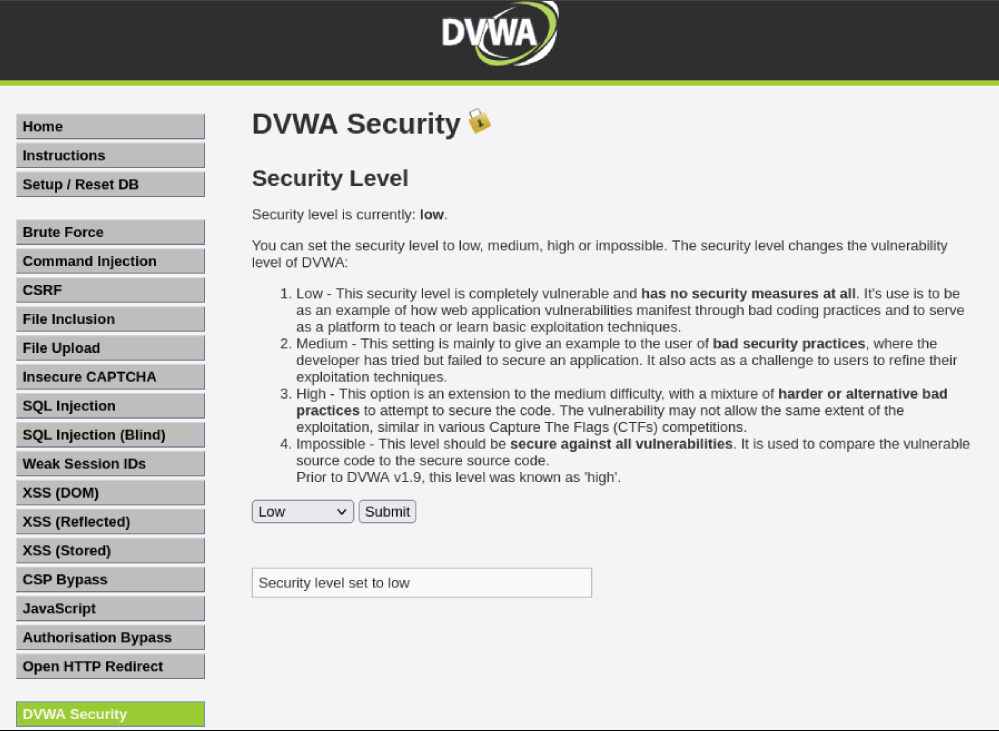 DVWA
Home
Instructions
Setup / Reset DB
Brute Force
Command Injection
CSRF
File Inclusion
File Upload
Insecure CAPTCHA
SQL Injection
SQL Injection (Blind)
Weak Session IDs
XSS (DOM)
XSS (Reflected)
XSS (Stored)
CSP Bypass
JavaScript
Authorisation Bypass
Open HTTP Redirect
DVWA Security
DVWA Security
Security Level
Security level is currently: low.
You can set the security level to low, medium, high or impossible. The security level changes the vulnerability
level of DVWA:
1. Low - This security level is completely vulnerable and has no security measures at all. It's use is to be
as an example of how web application vulnerabilities manifest through bad coding practices and to serve
as a platform to teach or learn basic exploitation techniques.
2. Medium - This setting is mainly to give an example to the user of bad security practices, where the
developer has tried but failed to secure an application. It also acts as a challenge to users to refine their
exploitation techniques.
3. High - This option is an extension to the medium difficulty, with a mixture of harder or alternative bad
practices to attempt to secure the code. The vulnerability may not allow the same extent of the
exploitation, similar in various Capture The Flags (CTFs) competitions.
4. Impossible - This level should be secure against all vulnerabilities. It is used to compare the vulnerable
source code to the secure source code.
Prior to DVWA v1.9, this level was known as 'high'.
Low Submit
Security level set to low